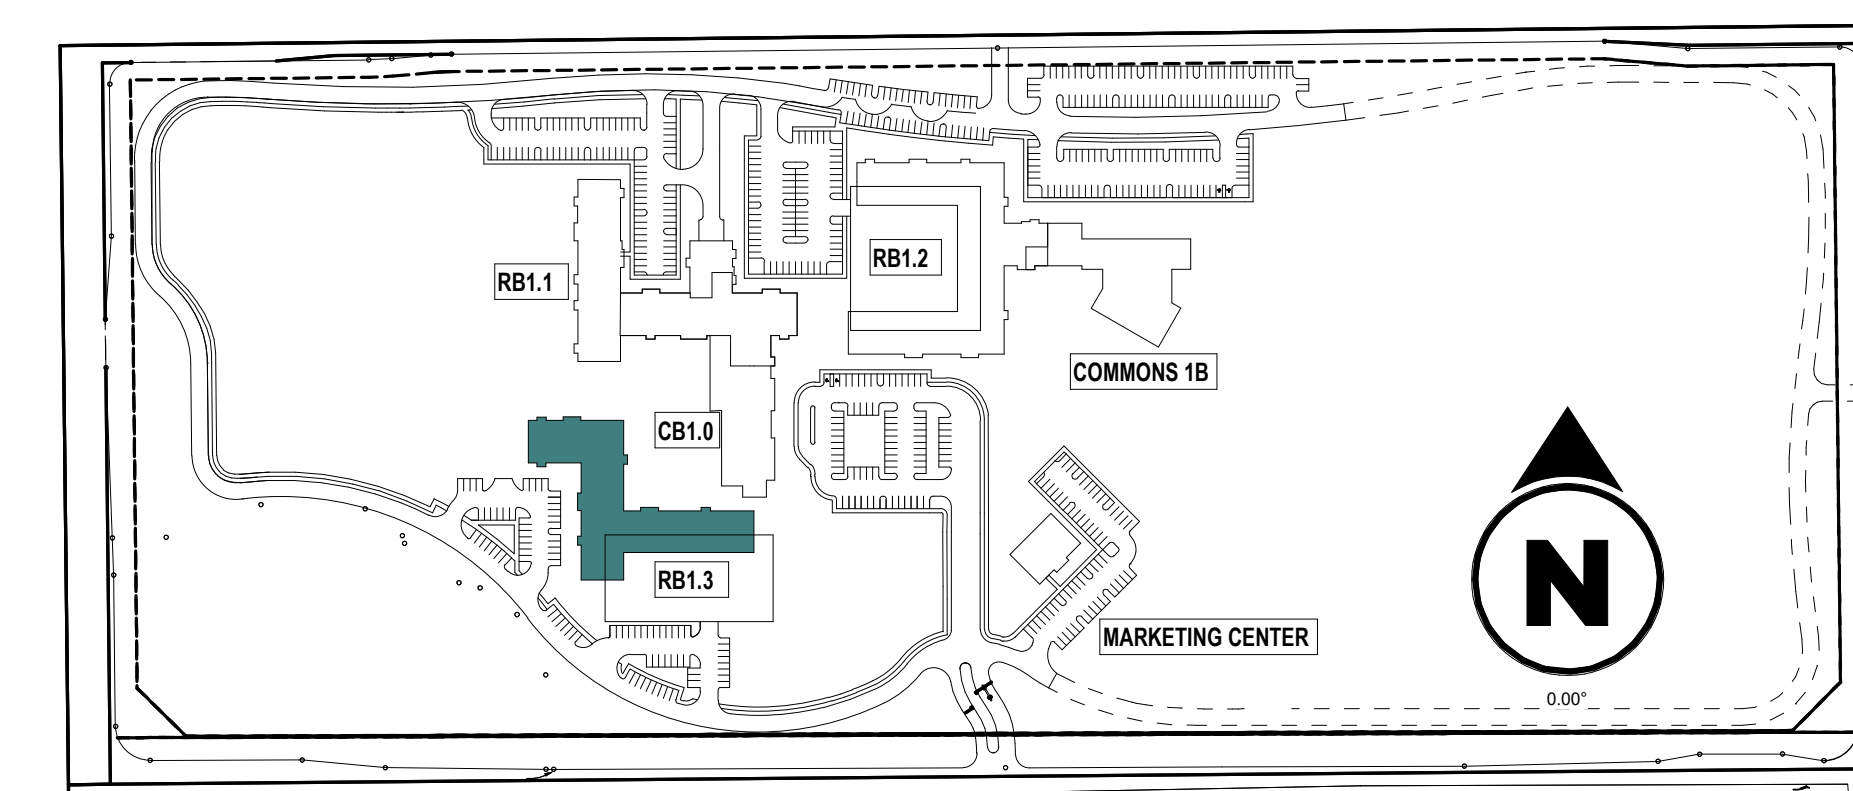 RB1.2
RB1.1
COMMONS 1B
CB1.0
RB1.3
N
MARKETING CENTER
0.00°